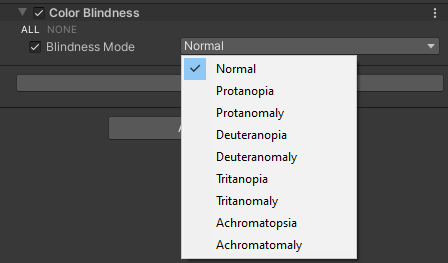 Color Blindness
ALL NONE
Blindness Mode Normal
Normal
Protanopia
Protanomaly
Deuteranopia
Deuteranomaly
Tritanopia
Tritanomaly
Achromatopsia
Achromatomaly